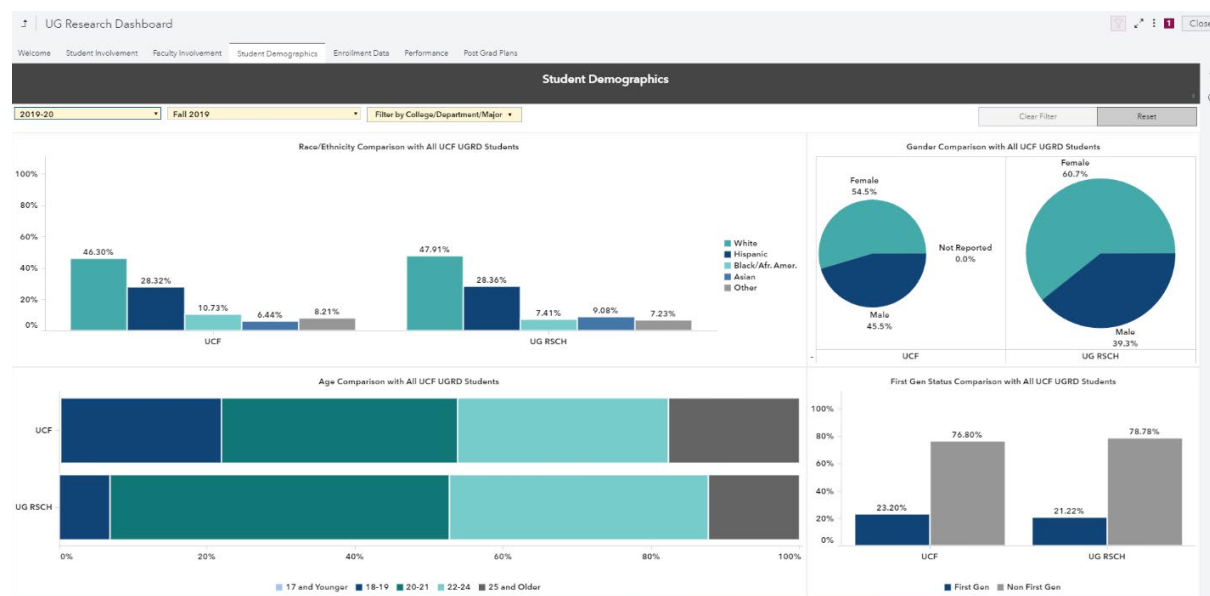 UG Research Dashboard
1
Close
Welcome Student Involvement Faculty Involvement Student Demographics Enrollment Data Performance Post Grad Plans
Student Demographics
2019-20 Fall 2019 Filter by College/Department/Major Clear Filter Reset
Race/Ethnicity Comparison with All UCF UGRD Students
100%
80%
60%
40%
20%
0%
46.30%
28.32%
10.73%
6.44%
8.21%
47.91%
28.36%
7.41%
9.08%
7.23%
UCF
UG RSCH
White
Hispanic
Black/Afr. Amer.
Asian
Other
Gender Comparison with All UCF UGRD Students
Female
54.5%
Male
45.5%
Not Reported
0.0%
Female
60.7%
Male
39.3%
UCF
UG RSCH
Age Comparison with All UCF UGRD Students
UCF
UG RSCH
0% 20% 40% 60% 80% 100%
17 and Younger 18-19 20-21 22-24 25 and Older
First Gen Status Comparison with All UCF UGRD Students
100%
80%
60%
40%
20%
0%
23.20%
76.80%
21.22%
78.78%
UCF
UG RSCH
First Gen Non First Gen